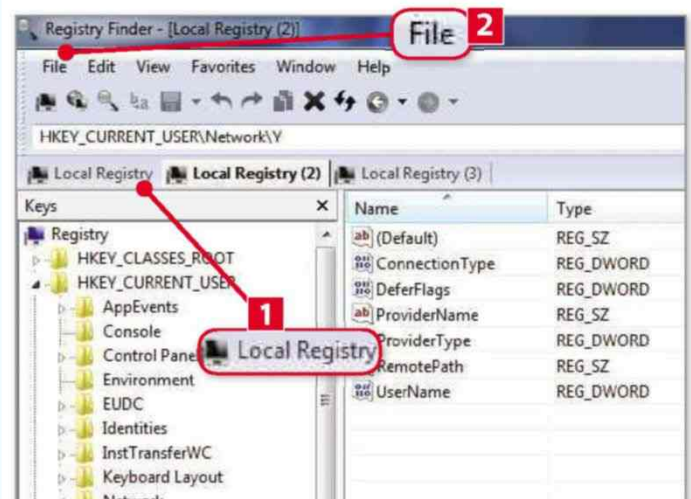 Registry Finder - [Local Registry (2)]
File 2
File Edit View Favorites Window Help
HKEY_CURRENT_USER\Network\Y
Local Registry Local Registry (2) Local Registry (3)
Keys x
Name Type
Registry
HKEY_CLASSES_ROOT
HKEY_CURRENT_USER
AppEvents
Console
Control Pane
Environment
EUDC
Identities
InstTransferWC
Keyboard Layout
Network
1
Local Registry
(Default) REG_SZ
ConnectionType REG_DWORD
DeferFlags REG_DWORD
ProviderName REG_SZ
ProviderType REG_DWORD
RemotePath REG_SZ
UserName REG_DWORD